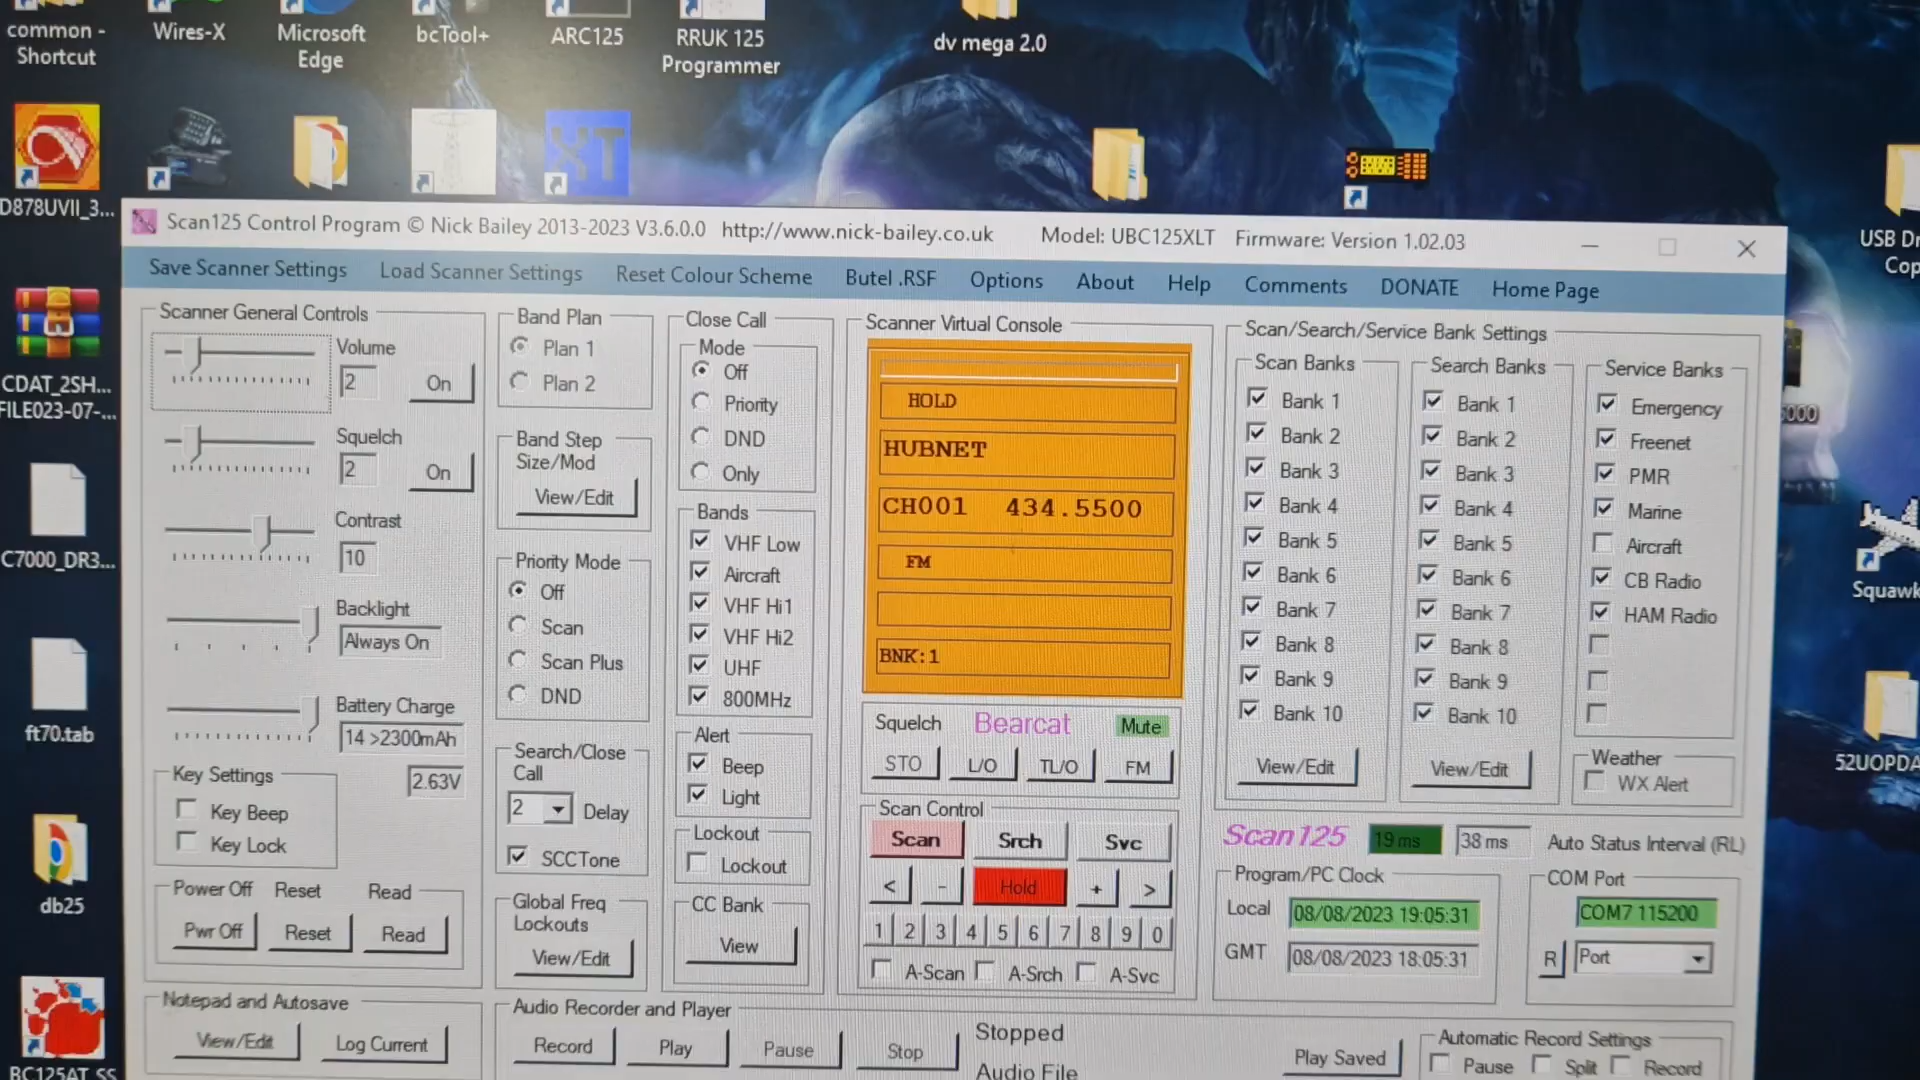 common -
Shortcut
Wires-X
Microsoft
Edge
bcTool+
ARC125
RRUK 125
Programmer
dv mega 2.0
XT
D878UVII_3...
USB Dr
Cop
Scan125 Control Program © Nick Bailey 2013-2023 V3.6.0.0 http://www.nick-bailey.co.uk Model: UBC125XLT Firmware: Version 1.02.03
Save Scanner Settings Load Scanner Settings Reset Colour Scheme Butel .RSF Options About Help Comments DONATE Home Page
Scanner General Controls
Volume
2
On
Squelch
2
On
Contrast
10
Backlight
Always On
Battery Charge
14 >2300mAh
2.63V
Key Settings
Key Beep
Key Lock
Power Off Reset Read
Pwr Off Reset Read
Notepad and Autosave
View/Edit Log Current
Band Plan
Plan 1
Plan 2
Band Step
Size/Mod
View/Edit
Priority Mode
Off
Scan
Scan Plus
DND
Search/Close
Call
2 Delay
SCCTone
Global Freq
Lockouts
View/Edit
Close Call
Mode
Off
Priority
DND
Only
Bands
VHF Low
Aircraft
VHF Hi1
VHF Hi2
UHF
800MHz
Alert
Beep
Light
Lockout
Lockout
CC Bank
View
Scanner Virtual Console
HOLD
HUBNET
CH001 434.5500
FM
BNK:1
Squelch Bearcat Mute
STO L/O TL/O FM
Scan Control
Scan Srch Svc
< - Hold + >
1 2 3 4 5 6 7 8 9 0
A-Scan A-Srch A-Svc
Scan/Search/Service Bank Settings
Scan Banks
Bank 1
Bank 2
Bank 3
Bank 4
Bank 5
Bank 6
Bank 7
Bank 8
Bank 9
Bank 10
View/Edit
Search Banks
Bank 1
Bank 2
Bank 3
Bank 4
Bank 5
Bank 6
Bank 7
Bank 8
Bank 9
Bank 10
View/Edit
Service Banks
Emergency
Freenet
PMR
Marine
Aircraft
CB Radio
HAM Radio
Weather
WX Alert
Scan125 19 ms 38 ms Auto Status Interval (RL)
Program/PC Clock
Local 08/08/2023 19:05:31
GMT 08/08/2023 18:05:31
COM Port
COM7 115200
R Port
Audio Recorder and Player
Record Play Pause Stop
Stopped
Audio File
Play Saved
Automatic Record Settings
Pause Split Record
CDAT_2SH...
FILE023-07-...
C7000_DR3...
ft70.tab
db25
BC125AT_SS
Squawk
52UOPDA